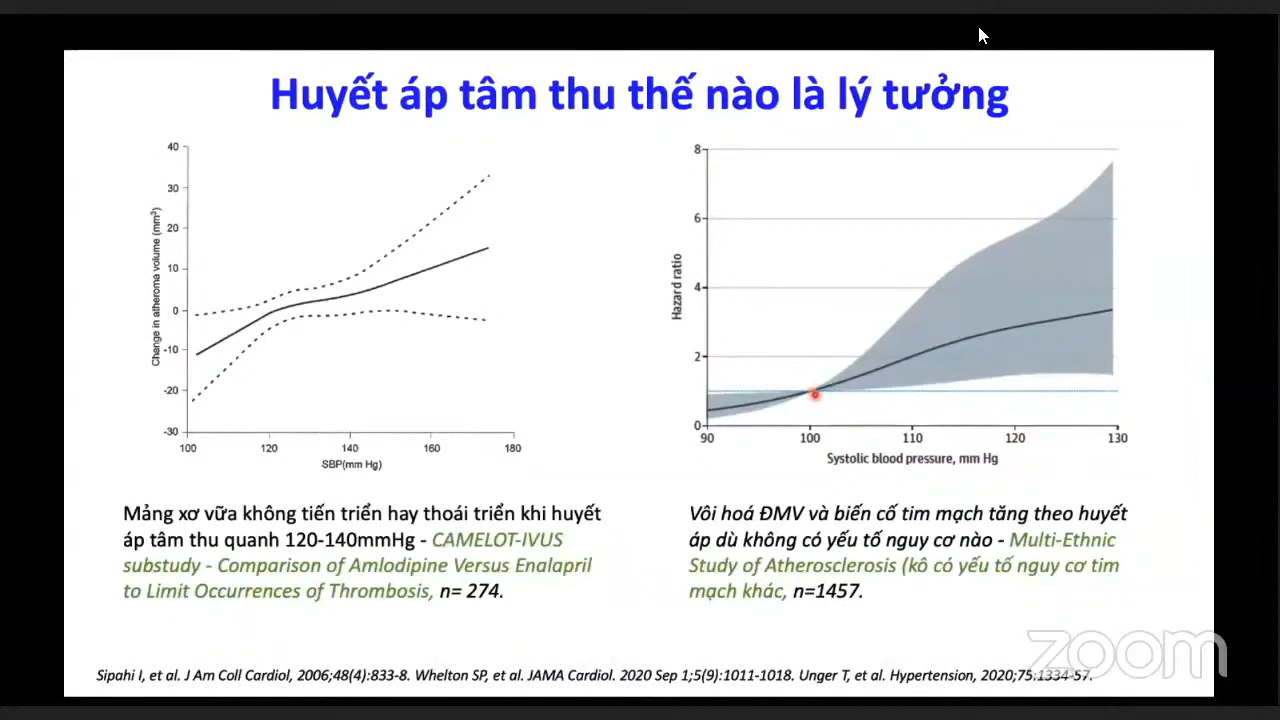 Huyết áp tâm thu thế nào là lý tưởng
40
30
20
10
0
-10
-20
-30
Change in atheroma volume (mm³)
100 120 140 160 180
SBP(mm Hg)
8
6
4
2
0
Hazard ratio
90 100 110 120 130
Systolic blood pressure, mm Hg
Mảng xơ vữa không tiến triển hay thoái triển khi huyết
áp tâm thu quanh 120-140mmHg - CAMELOT-IVUS
substudy - Comparison of Amlodipine Versus Enalapril
to Limit Occurrences of Thrombosis, n= 274.
Vôi hoá ĐMV và biến cố tim mạch tăng theo huyết
áp dù không có yếu tố nguy cơ nào - Multi-Ethnic
Study of Atherosclerosis (kô có yếu tố nguy cơ tim
mạch khác, n=1457.
Sipahi I, et al. J Am Coll Cardiol, 2006;48(4):833-8. Whelton SP, et al. JAMA Cardiol. 2020 Sep 1;5(9):1011-1018. Unger T, et al. Hypertension, 2020;75:1334-57.
zoom